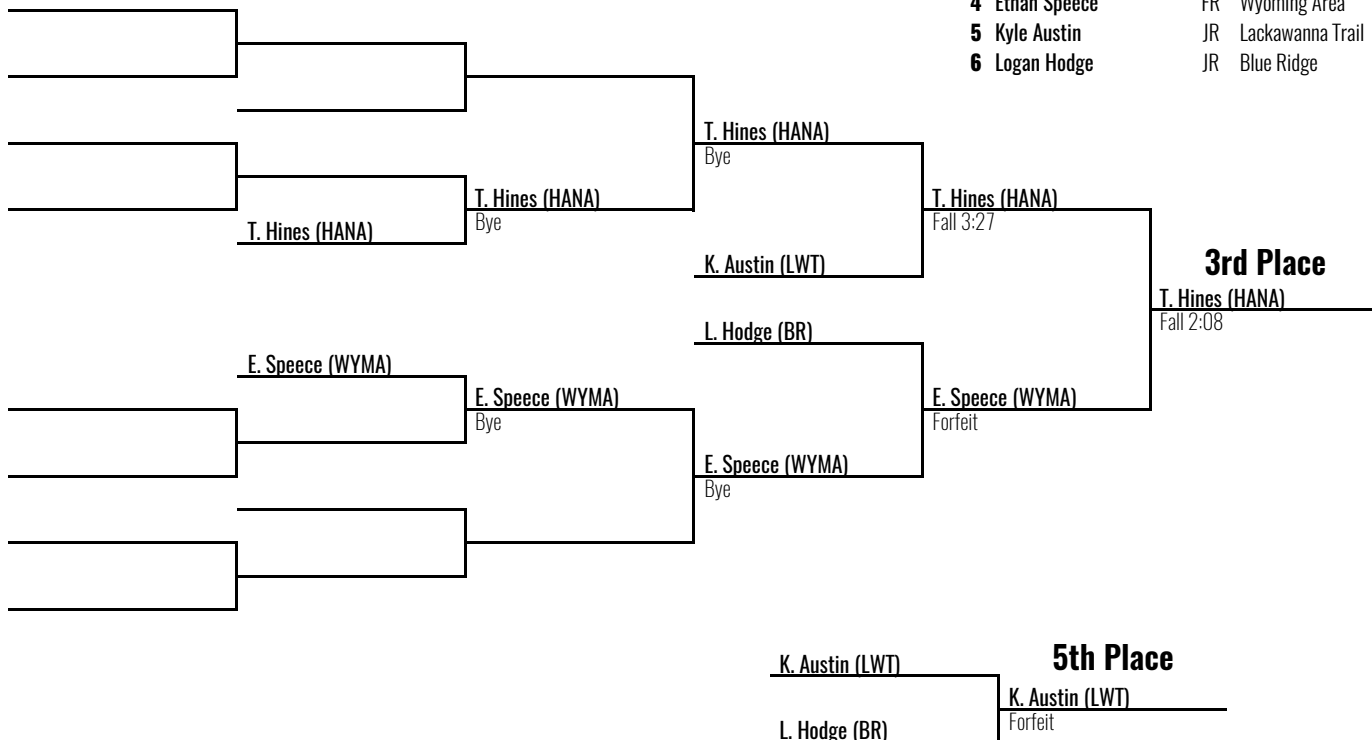 4 Ethan Speece FR Wyoming Area
5 Kyle Austin JR Lackawanna Trail
6 Logan Hodge JR Blue Ridge
T. Hines (HANA)
Bye
T. Hines (HANA)
Bye
T. Hines (HANA)
Fall 3:27
T. Hines (HANA)
3rd Place
K. Austin (LWT)
T. Hines (HANA)
Fall 2:08
L. Hodge (BR)
E. Speece (WYMA)
E. Speece (WYMA)
Bye
E. Speece (WYMA)
Forfeit
E. Speece (WYMA)
Bye
5th Place
K. Austin (LWT)
K. Austin (LWT)
Forfeit
L. Hodge (BR)